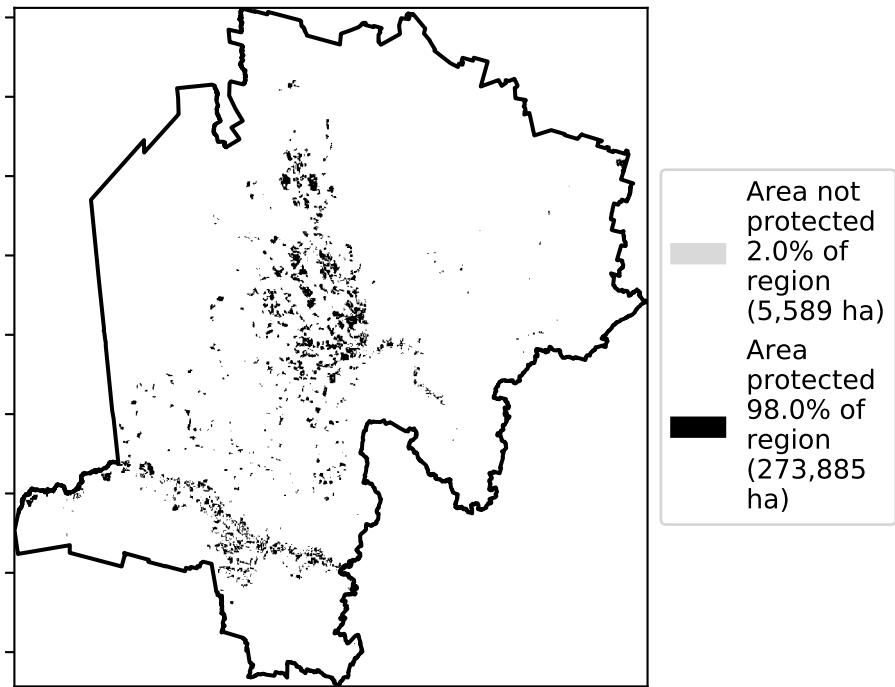 Area not
protected
2.0% of
region
(5,589 ha)
Area
protected
98.0% of
region
(273,885
ha)